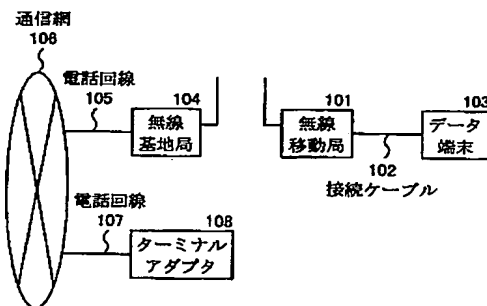 通信網
106
電話回線
105
104
無線
基地局
101
無線
移動局
102
接続ケーブル
103
データ
端末
電話回線
107
108
ターミナル
アダプタ